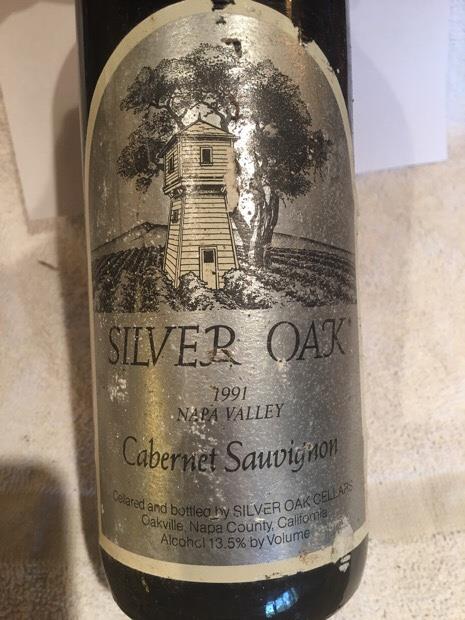 SILVER OAK
1991
NAPA VALLEY
Cabernet Sauvignon
Cellared and bottled by SILVER OAK CELLARS
Oakville, Napa County, California
Alcohol 13.5% by Volume